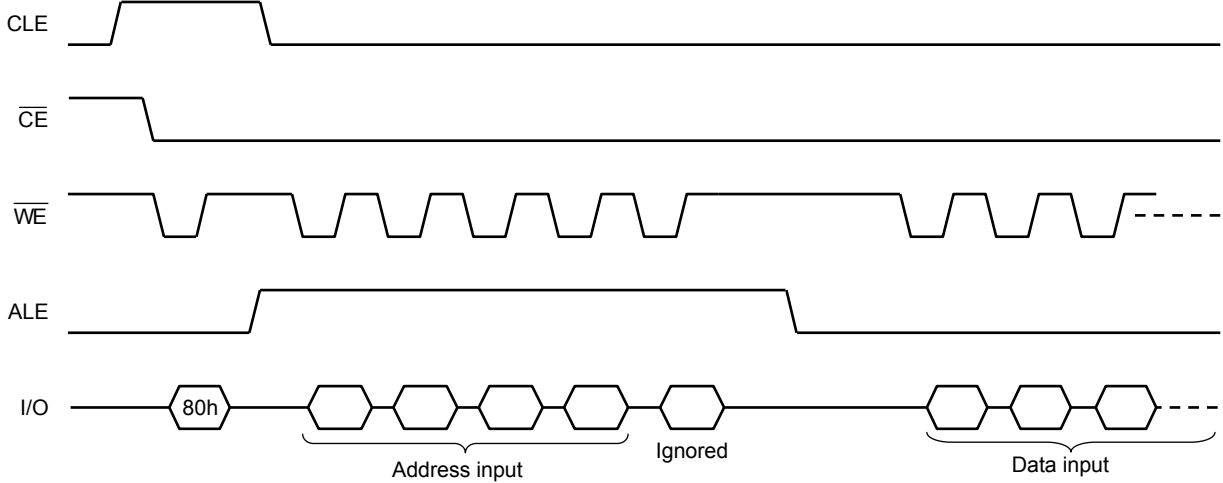 CLE
CE
WE
ALE
I/O
80h
Address input
Ignored
Data input